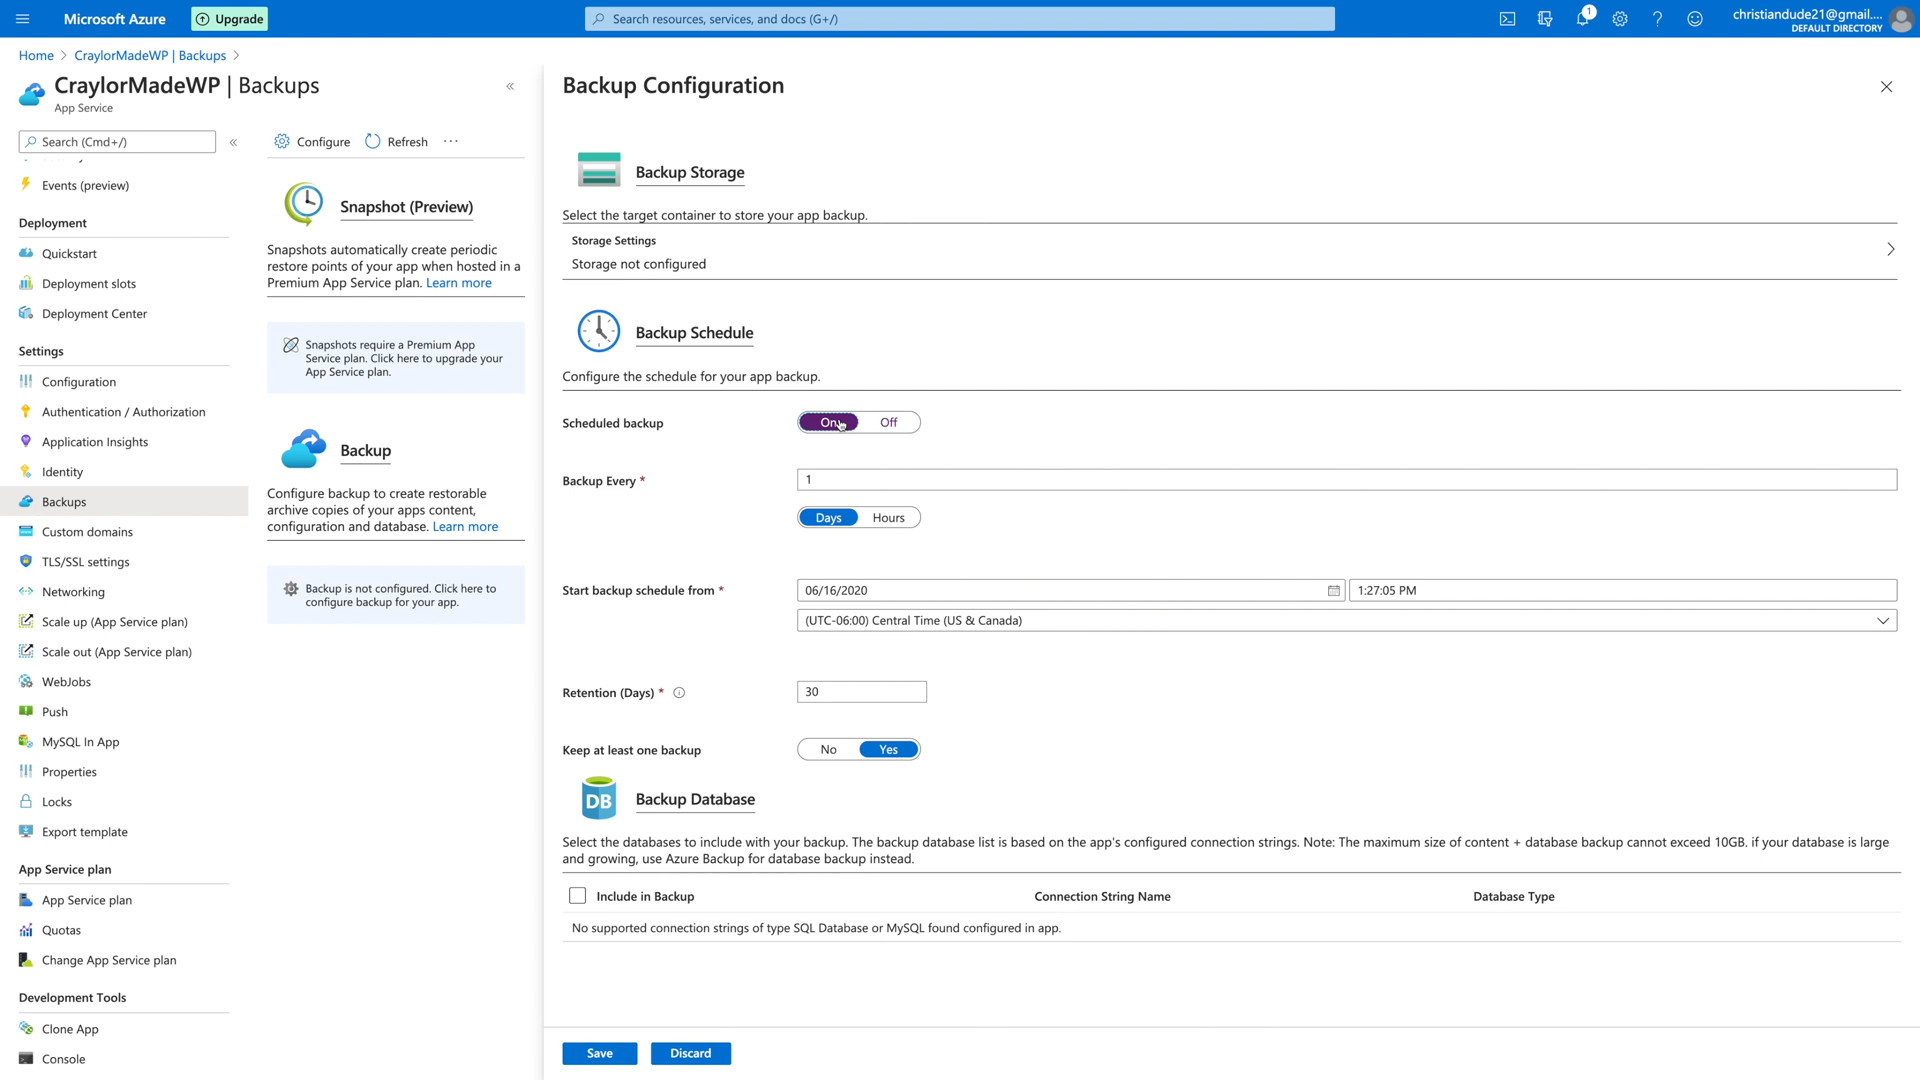 Microsoft Azure
Upgrade
Search resources, services, and docs (G+/)
1
christiandude21@gmail....
DEFAULT DIRECTORY
Home > CraylorMadeWP | Backups >
CraylorMadeWP | Backups
App Service
«
Search (Cmd+/)
«
Events (preview)
Deployment
Quickstart
Deployment slots
Deployment Center
Settings
Configuration
Authentication / Authorization
Application Insights
Identity
Backups
Custom domains
TLS/SSL settings
Networking
Scale up (App Service plan)
Scale out (App Service plan)
WebJobs
Push
MySQL In App
Properties
Locks
Export template
App Service plan
App Service plan
Quotas
Change App Service plan
Development Tools
Clone App
Console
Configure
Refresh
...
Snapshot (Preview)
Snapshots automatically create periodic
restore points of your app when hosted in a
Premium App Service plan. Learn more
Snapshots require a Premium App
Service plan. Click here to upgrade your
App Service plan.
Backup
Configure backup to create restorable
archive copies of your apps content,
configuration and database. Learn more
Backup is not configured. Click here to
configure backup for your app.
Backup Configuration
Backup Storage
Select the target container to store your app backup.
Storage Settings
Storage not configured
Backup Schedule
Configure the schedule for your app backup.
Scheduled backup
On
Off
Backup Every *
1
Days
Hours
Start backup schedule from *
06/16/2020
1:27:05 PM
(UTC-06:00) Central Time (US & Canada)
Retention (Days) *
30
Keep at least one backup
No
Yes
DB
Backup Database
Select the databases to include with your backup. The backup database list is based on the app's configured connection strings. Note: The maximum size of content + database backup cannot exceed 10GB. if your database is large
and growing, use Azure Backup for database backup instead.
Include in Backup
Connection String Name
Database Type
No supported connection strings of type SQL Database or MySQL found configured in app.
Save
Discard